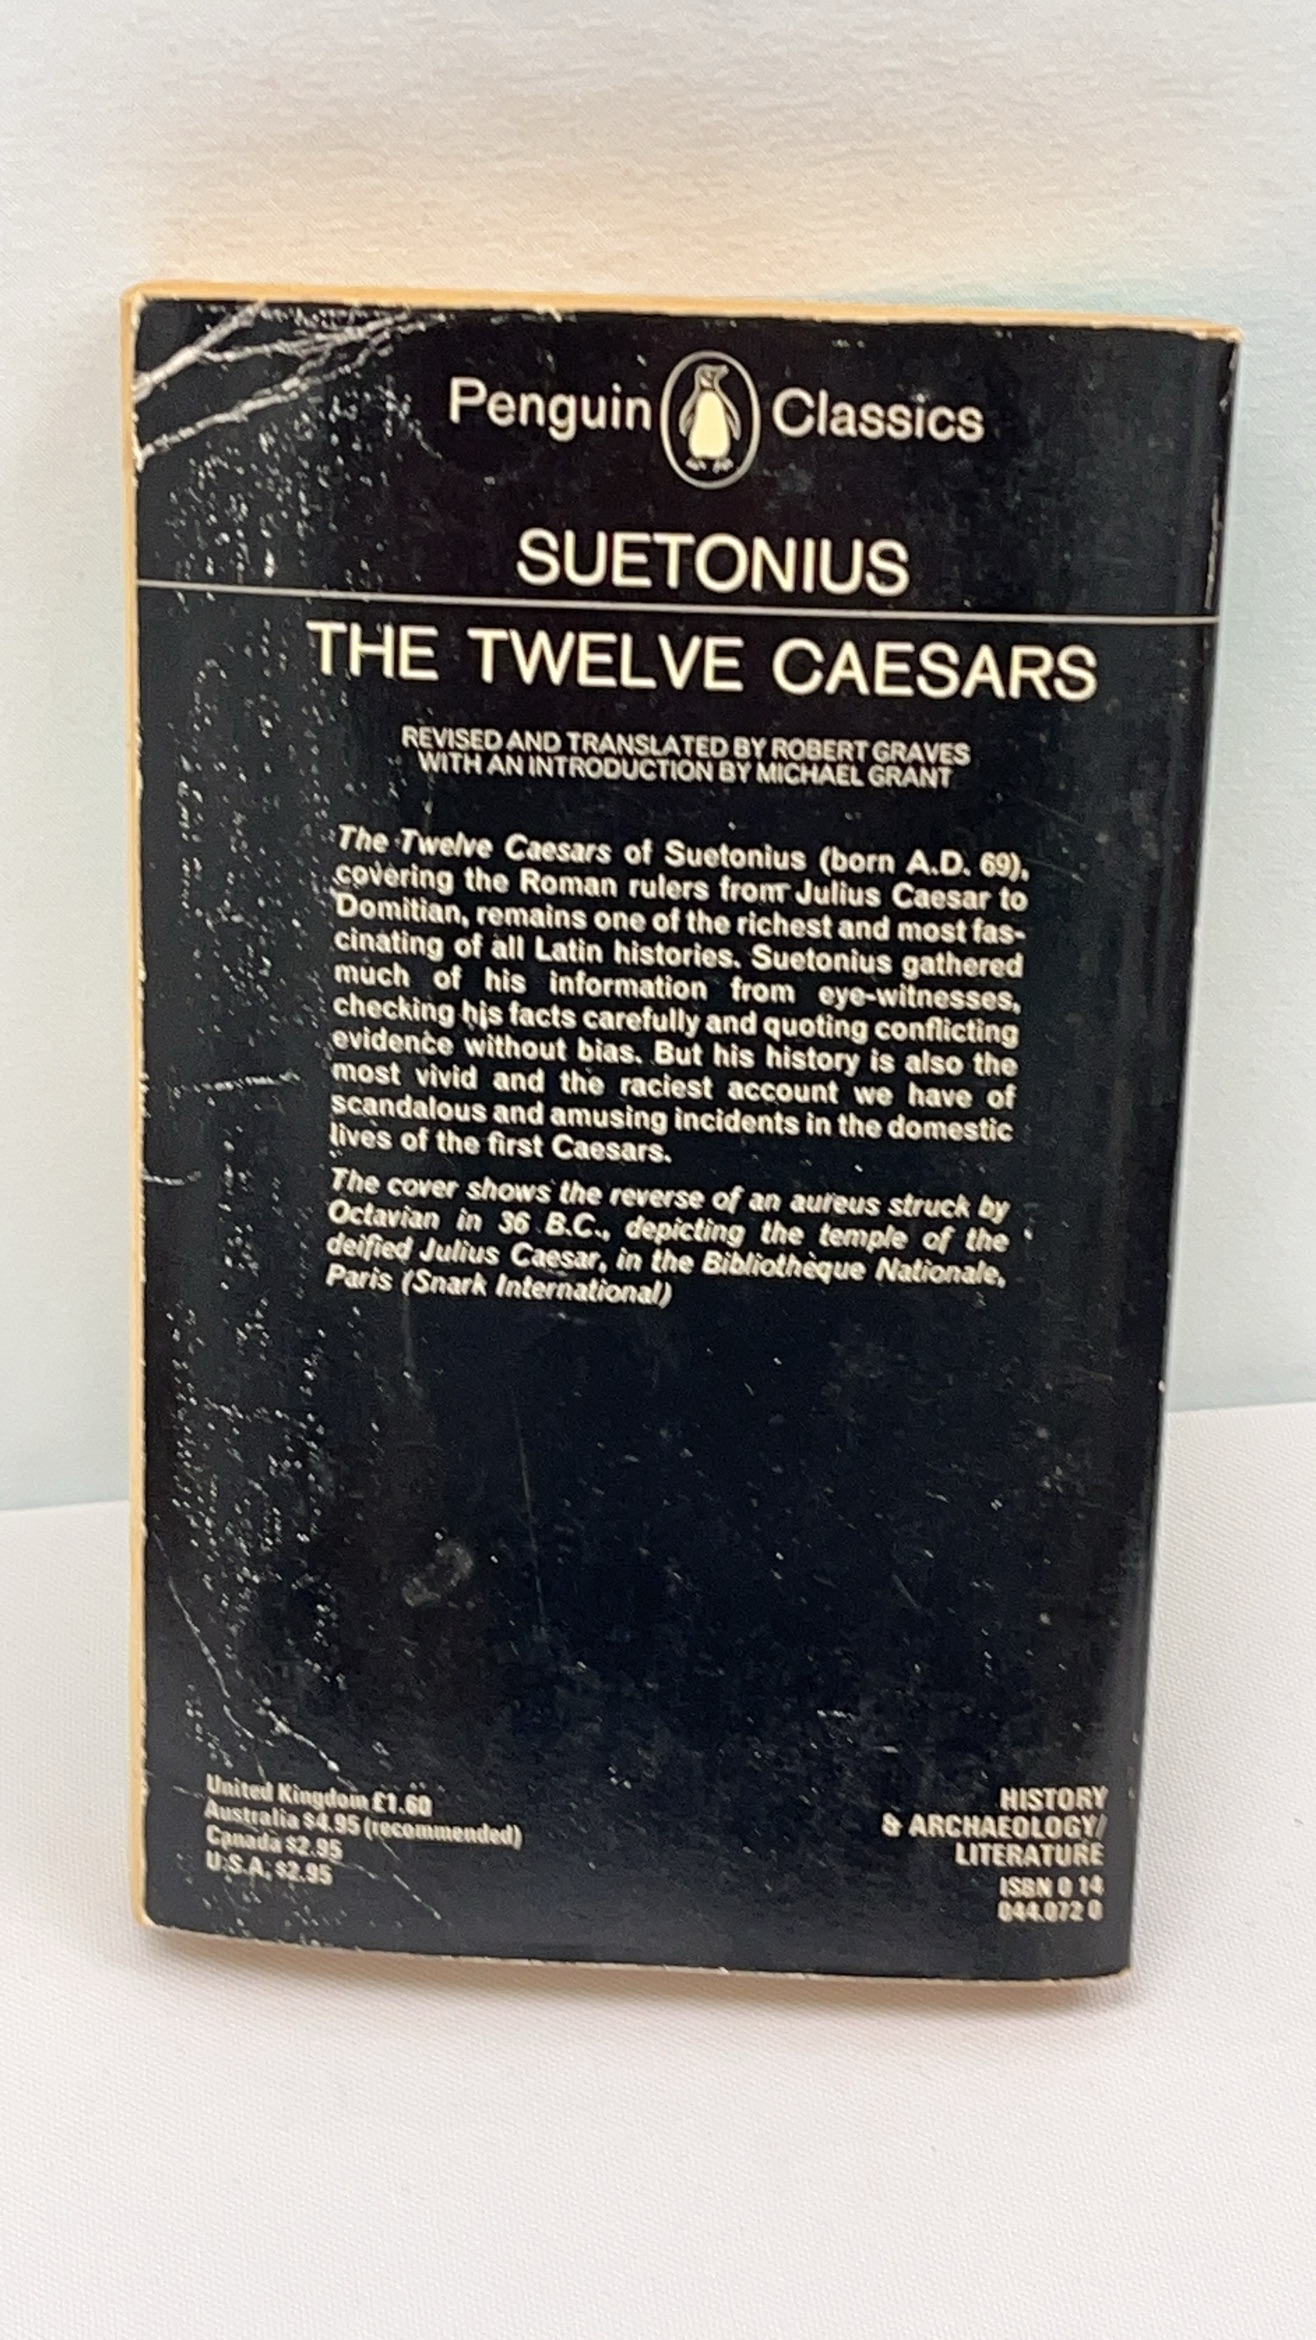 Penguin Classics
SUETONIUS
THE TWELVE CAESARS
REVISED AND TRANSLATED BY ROBERT GRAVES
WITH AN INTRODUCTION BY MICHAEL GRANT
The Twelve Caesars of Suetonius (born A.D. 69),
covering the Roman rulers from Julius Caesar to
Domitian, remains one of the richest and most fas-
cinating of all Latin histories. Suetonius gathered
much of his information from eye-witnesses,
checking his facts carefully and quoting conflicting
evidence without bias. But his history is also the
most vivid and the raciest account we have of
scandalous and amusing incidents in the domestic
lives of the first Caesars.
The cover shows the reverse of an aureus struck by
Octavian in 36 B.C., depicting the temple of the
deified Julius Caesar, in the Bibliothèque Nationale,
Paris (Snark International)
United Kingdom £1.60
Australia $4.95 (recommended)
Canada $2.95
U.S.A. $2.95
HISTORY
& ARCHAEOLOGY/
LITERATURE
ISBN 0 14
044.072 0